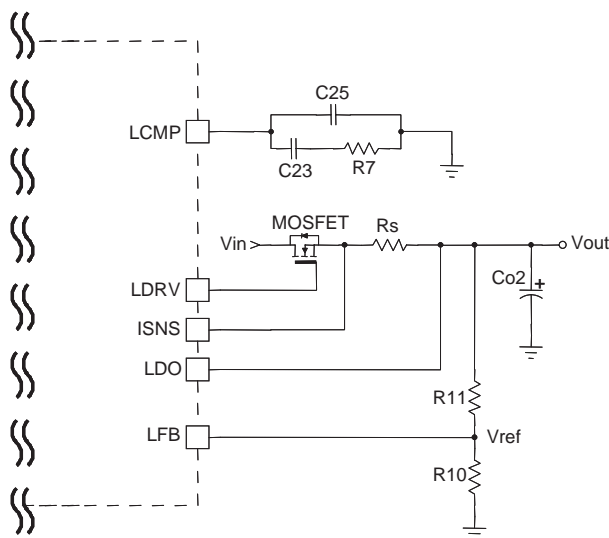 C25
LCMP
C23
R7
MOSFET
Rs
Vin
Vout
Co2
+
LDRV
ISNS
LDO
R11
LFB
Vref
R10